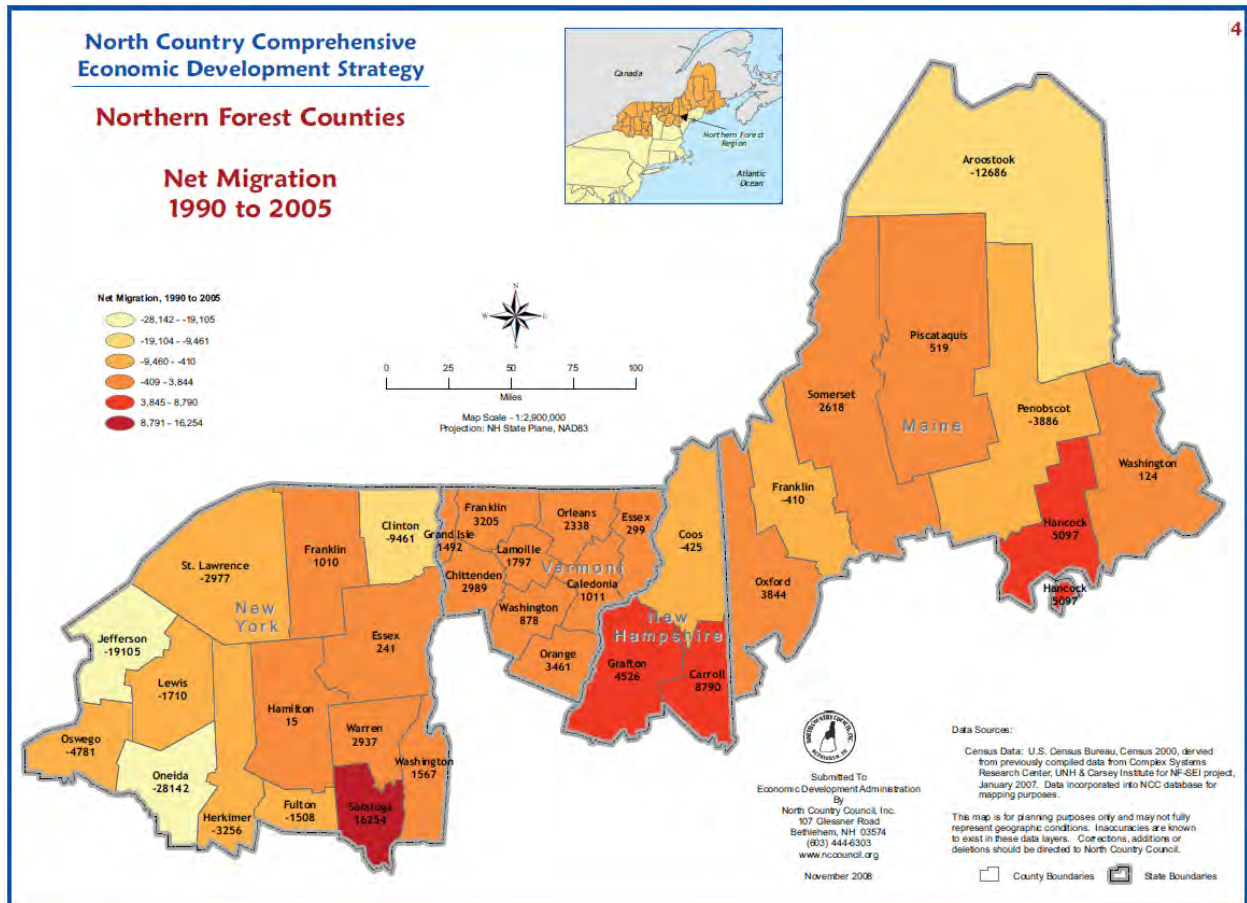 North Country Comprehensive
Economic Development Strategy
Northern Forest Counties
Net Migration
1990 to 2005
4
Canada
Northern Forest
Region
Atlantic
Ocean
Net Migration, 1990 to 2005
-28,142 - -19,105
-19,104 - -9,461
-9,460 - -410
-409 - 3,844
3,845 - 8,790
8,791 - 16,254
N
W
E
S
0
25
50
75
100
Miles
Map Scale - 1:2,900,000
Projection: NH State Plane, NAD83
Aroostook
-12686
Piscataquis
519
Somerset
2618
Maine
Penobscot
-3886
Washington
124
Franklin
-410
Hancock
5097
Hancock
5097
Oxford
3844
Coos
-425
New
Hampshire
Grafton
4526
Carroll
8790
Franklin
3205
Orleans
2338
Essex
299
Grand Isle
1492
Lamoille
1797
Vermont
Chittenden
2989
Caledonia
1011
Washington
878
Orange
3461
Clinton
-9461
Franklin
1010
St. Lawrence
-2977
New
York
Jefferson
-19105
Essex
241
Lewis
-1710
Hamilton
15
Warren
2937
Washington
1567
Oswego
-4781
Oneida
-28142
Herkimer
-3256
Fulton
-1508
Saratoga
16254
Submitted To
Economic Development Administration
By
North Country Council, Inc.
107 Glessner Road
Bethlehem, NH 03574
(603) 444-6303
www.nccouncil.org
November 2008
Data Sources:
Census Data: U.S. Census Bureau, Census 2000, derived
from previously compiled data from Complex Systems
Research Center, UNH & Carsey Institute for NF-SEI project,
January 2007. Data incorporated into NCC database for
mapping purposes.
This map is for planning purposes only and may not fully
represent geographic conditions. Inaccuracies are known
to exist in these data layers. Corrections, additions or
deletions should be directed to North Country Council.
County Boundaries
State Boundaries